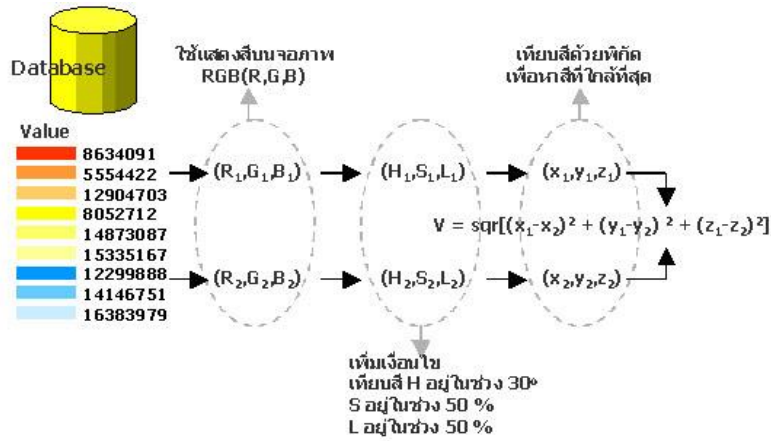 Database
ใช้แสดงสีบนจอภาพ
RGB(R,G,B)
เทียบสีด้วยพิกัด
เพื่อหาสีที่ใกล้ที่สุด
Value
8634091
5554422
12904703
8052712
14873087
15335167
12299888
14146751
16383979
(R₁,G₁,B₁)
(H₁,S₁,L₁)
(x₁,y₁,z₁)
V = sqr[(x₁-x₂)² + (y₁-y₂) ² + (z₁-z₂)²]
(R₂,G₂,B₂)
(H₂,S₂,L₂)
(x₂,y₂,z₂)
เพิ่มเงื่อนไข
เทียบสี H อยู่ในช่วง 30°
S อยู่ในช่วง 50 %
L อยู่ในช่วง 50 %